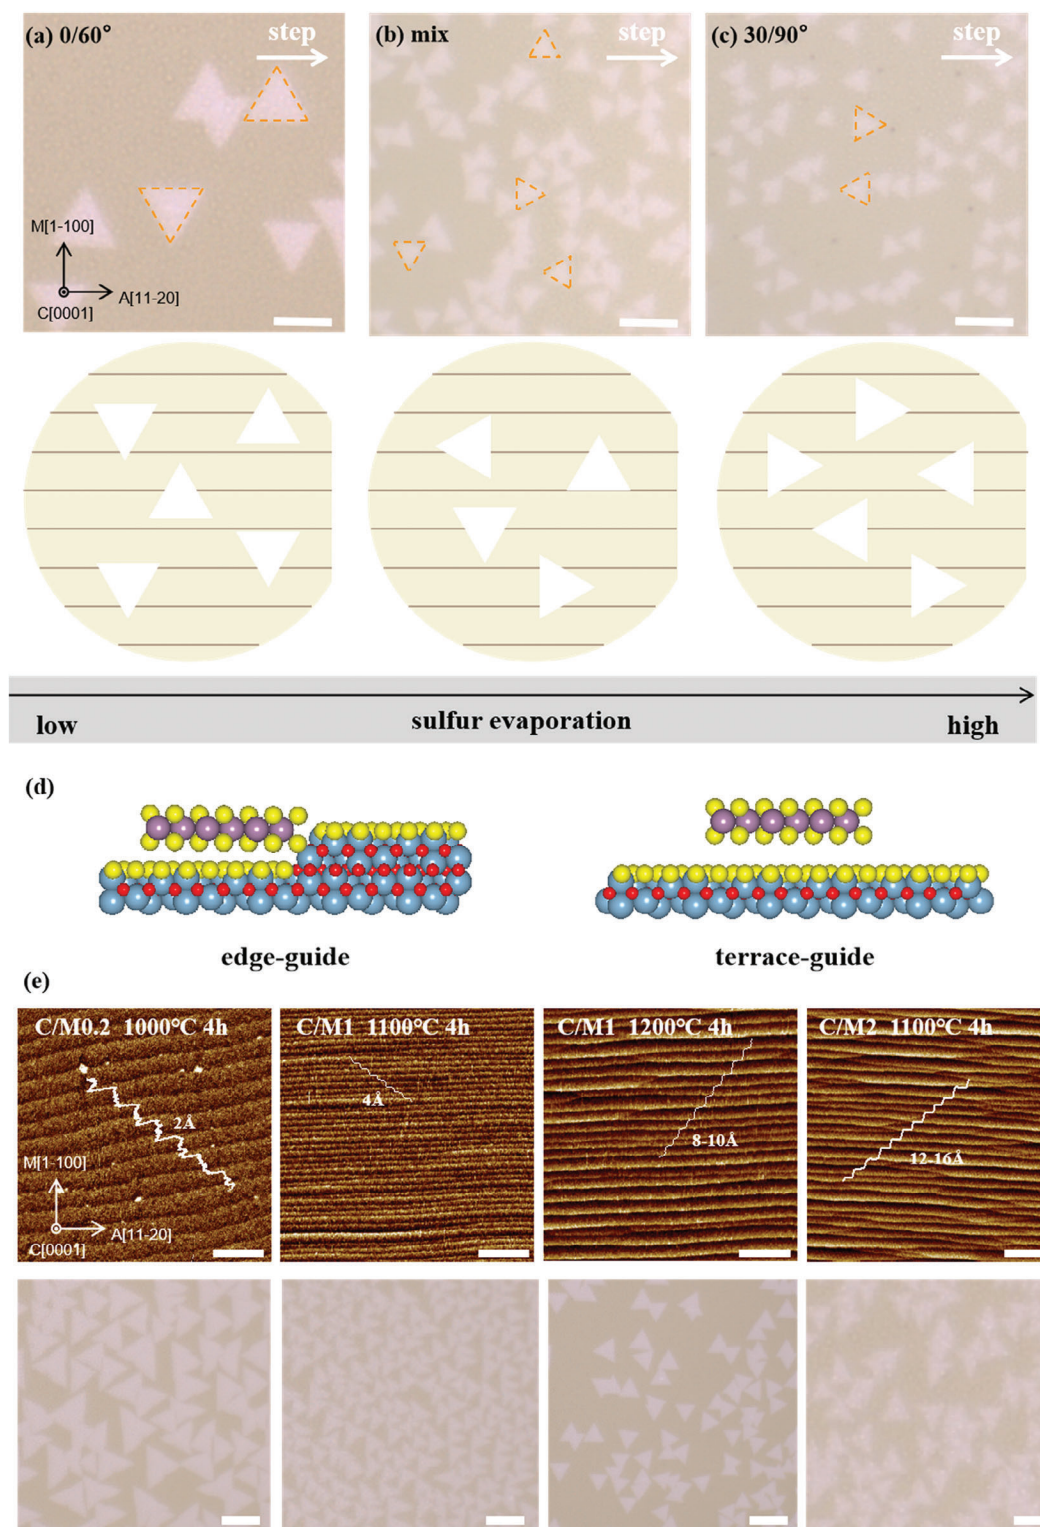 (a) 0/60°
step
(b) mix
step
(c) 30/90°
step
M[1-100]
A[11-20]
C[0001]
low
sulfur evaporation
high
(d)
edge-guide
terrace-guide
(e)
C/M0.2 1000℃ 4h
C/M1 1100℃ 4h
C/M1 1200℃ 4h
C/M2 1100℃ 4h
2Å
4Å
8-10Å
12-16Å
M[1-100]
A[11-20]
C[0001]